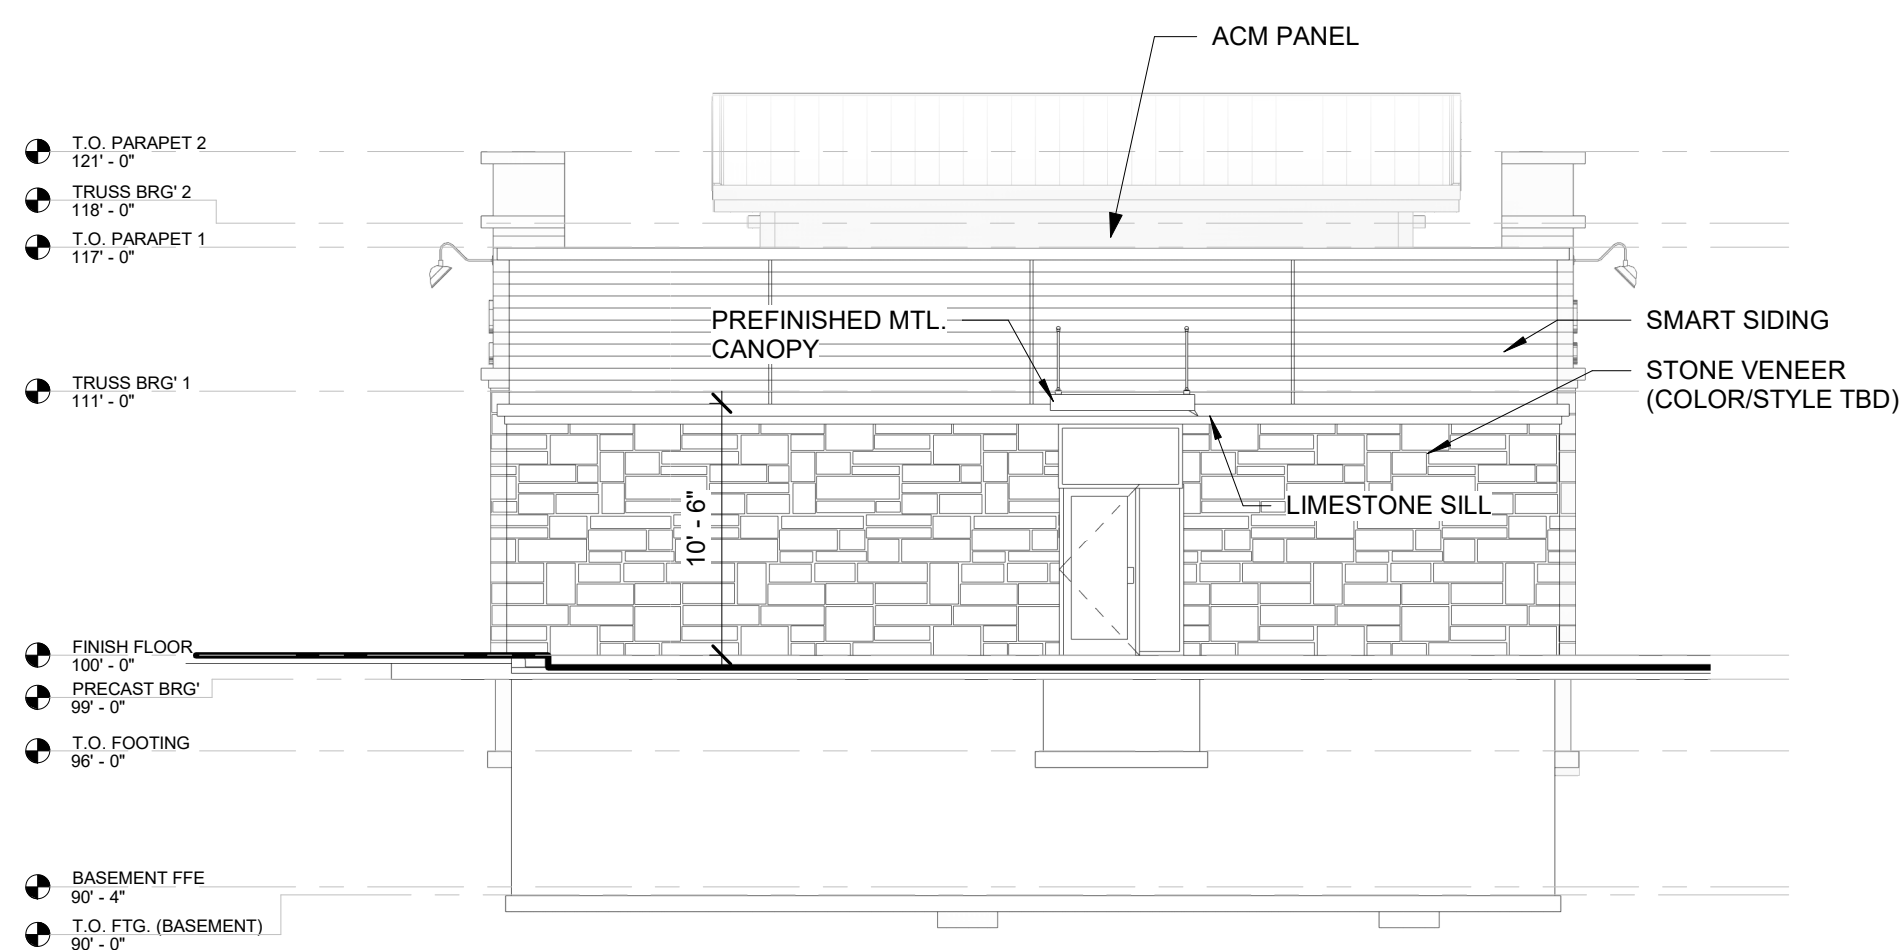 ACM PANEL
T.O. PARAPET 2
121' - 0"
TRUSS BRG' 2
118' - 0"
T.O. PARAPET 1
117' - 0"
PREFINISHED MTL.
CANOPY
SMART SIDING
STONE VENEER
(COLOR/STYLE TBD)
TRUSS BRG' 1
111' - 0"
LIMESTONE SILL
10' - 6"
FINISH FLOOR
100' - 0"
PRECAST BRG'
99' - 0"
T.O. FOOTING
96' - 0"
BASEMENT FFE
90' - 4"
T.O. FTG. (BASEMENT)
90' - 0"